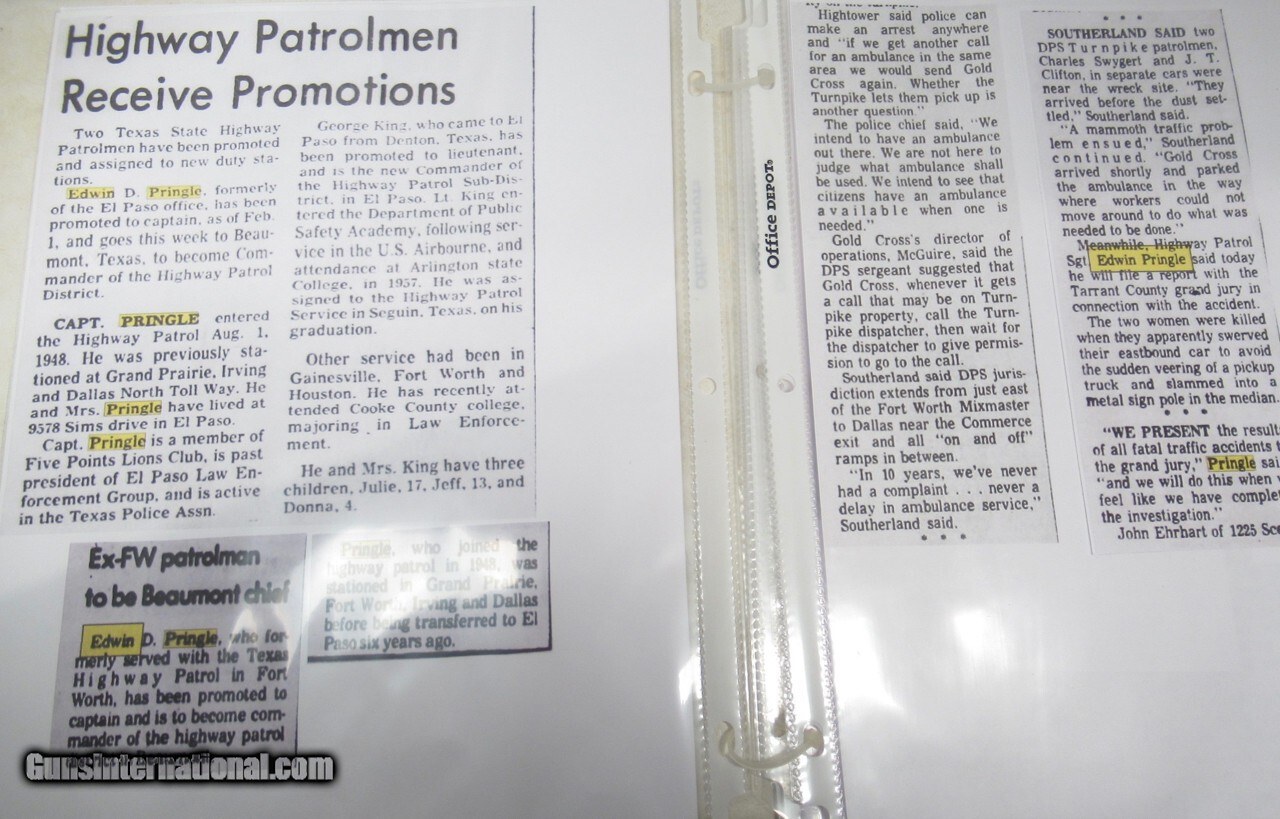 Highway Patrolmen
Receive Promotions
Two Texas State Highway
Patrolmen have been promoted
and assigned to new duty sta-
tions.
Edwin D. Pringle, formerly
of the El Paso office, has been
promoted to captain, as of Feb.
1, and goes this week to Beau-
mont, Texas, to become Com-
mander of the Highway Patrol
District.
CAPT. PRINGLE entered
the Highway Patrol Aug. 1,
1948. He was previously sta-
tioned at Grand Prairie, Irving
and Dallas North Toll Way. He
and Mrs. Pringle have lived at
9578 Sims drive in El Paso.
Capt. Pringle is a member of
Five Points Lions Club, is past
president of El Paso Law En-
forcement Group, and is active
in the Texas Police Assn.
George King, who came to El
Paso from Denton, Texas, has
been promoted to lieutenant,
and is the new Commander of
the Highway Patrol Sub-Dis-
trict, in El Paso. Lt. King en-
tered the Department of Public
Safety Academy, following ser-
vice in the U.S. Airbourne, and
attendance at Arlington state
College, in 1957. He was as-
signed to the Highway Patrol
Service in Seguin, Texas, on his
graduation.
Other service had been in
Gainesville, Fort Worth and
Houston. He has recently at-
tended Cooke County college,
majoring in Law Enforce-
ment.
He and Mrs. King have three
children, Julie, 17, Jeff, 13, and
Donna, 4.
Ex-FW patrolman
to be Beaumont chief
Edwin D. Pringle, who for-
merly served with the Texas
Highway Patrol in Fort
Worth, has been promoted to
captain and is to become com-
mander of the highway patrol
Pringle, who joined the
highway patrol in 1948, was
stationed in Grand Prairie,
Fort Worth, Irving and Dallas
before being transferred to El
Paso six years ago.
GunsInternational.com
Office DEPOT
Hightower said police can
make an arrest anywhere
and "if we get another call
for an ambulance in the same
area we would send Gold
Cross again. Whether the
Turnpike lets them pick up is
another question."
The police chief said, "We
intend to have an ambulance
out there. We are not here to
judge what ambulance shall
be used. We intend to see that
citizens have an ambulance
available when one is
needed."
Gold Cross's director of
operations, McGuire, said the
DPS sergeant suggested that
Gold Cross, whenever it gets
a call that may be on Turn-
pike property, call the Turn-
pike dispatcher, then wait for
the dispatcher to give permis-
sion to go to the call.
Southerland said DPS juris-
diction extends from just east
of the Fort Worth Mixmaster
to Dallas near the Commerce
exit and all "on and off"
ramps in between.
"In 10 years, we've never
had a complaint . . . never a
delay in ambulance service,"
Southerland said.
* * *
* * *
SOUTHERLAND SAID two
DPS Turnpike patrolmen,
Charles Swygert and J. T.
Clifton, in separate cars were
near the wreck site. "They
arrived before the dust set-
tled," Southerland said.
"A mammoth traffic prob-
lem ensued," Southerland
continued. "Gold Cross
arrived shortly and parked
the ambulance in the way
where workers could not
move around to do what was
needed to be done."
Meanwhile, Highway Patrol
Sgt. Edwin Pringle said today
he will file a report with the
Tarrant County grand jury in
connection with the accident.
The two women were killed
when they apparently swerved
their eastbound car to avoid
the sudden veering of a pickup
truck and slammed into a
metal sign pole in the median.
* * *
"WE PRESENT the result
of all fatal traffic accidents t
the grand jury," Pringle sai
"and we will do this when
feel like we have comple
the investigation."
John Ehrhart of 1225 Sco